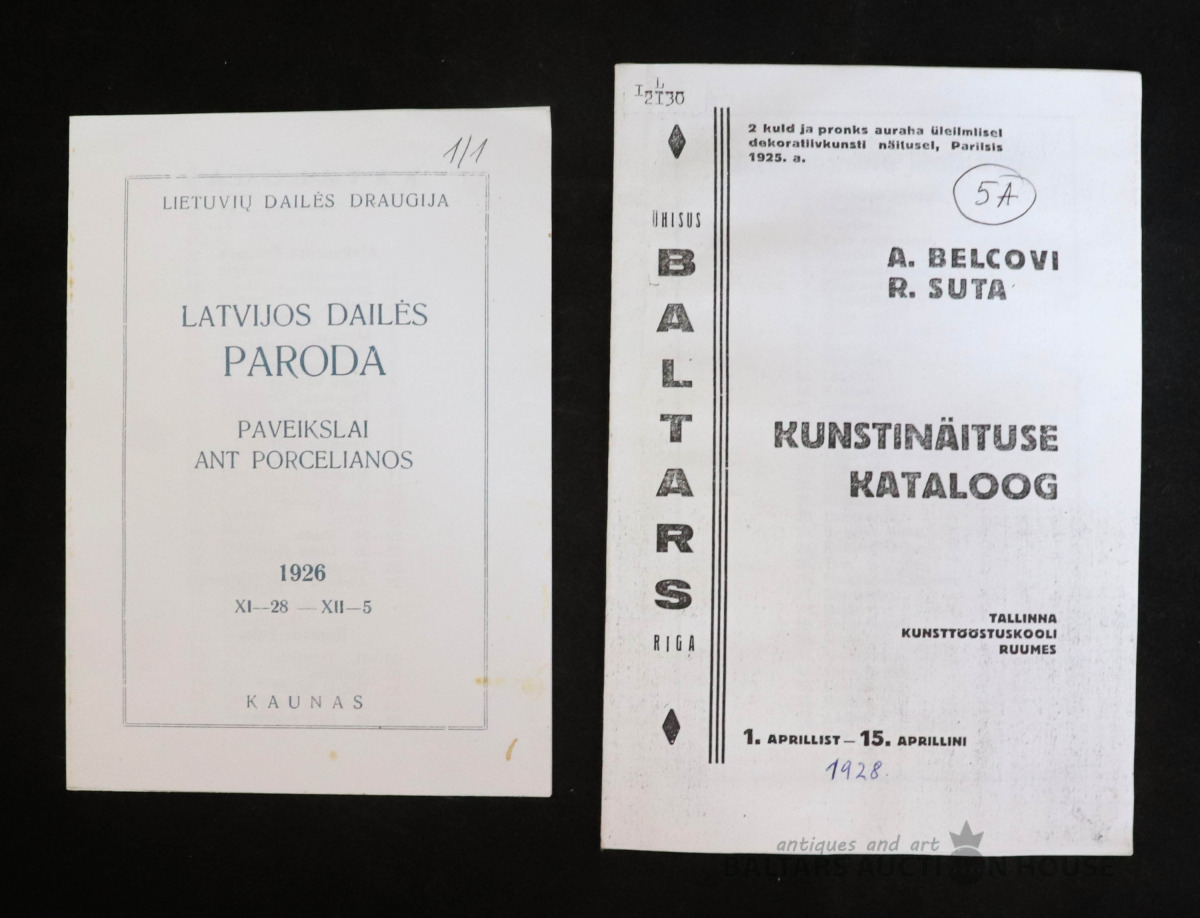 1/1
LIETUVIŲ DAILĖS DRAUGIJA
LATVIJOS DAILĖS
PARODA
PAVEIKSLAI
ANT PORCELIANOS
1926
XI—28 — XII—5
KAUNAS
I L
2130
ÜHISUS
BALTARS
RIGA
2 kuld ja pronks auraha üleilmlisel
dekoratiivkunsti näitusel, Pariisis
1925. a.
5A
A. BELCOVI
R. SUTA
KUNSTINÄITUSE
KATALOOG
TALLINNA
KUNSTTÖÖSTUSKOOLI
RUUMES
1. APRILLIST — 15. APRILLINI
1928.
antiques and art
BALTARS AUCTION HOUSE